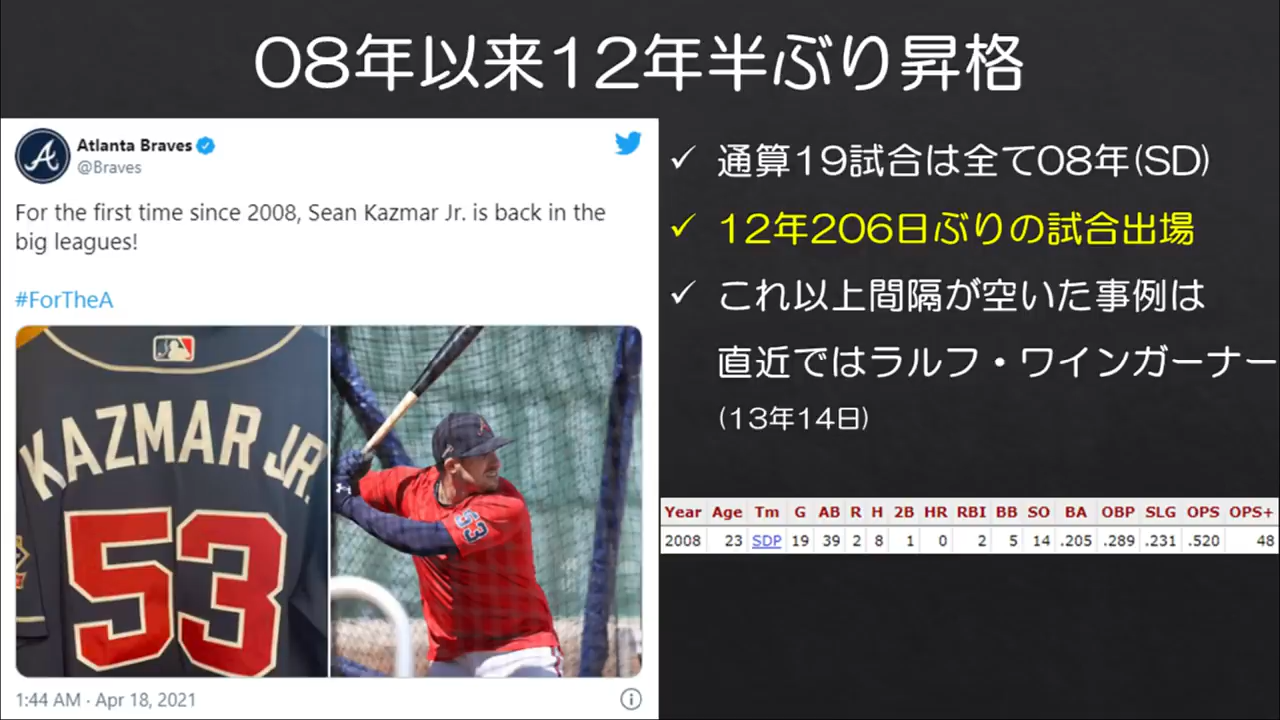 08年以来12年半ぶり昇格
Atlanta Braves
@Braves
For the first time since 2008, Sean Kazmar Jr. is back in the
big leagues!
#ForTheA
KAZMAR JR.
53
53
1:44 AM · Apr 18, 2021
✓ 通算19試合は全て08年(SD)
✓ 12年206日ぶりの試合出場
✓ これ以上間隔が空いた事例は
直近ではラルフ・ワインガーナー
(13年14日)
Year Age Tm G AB R H 2B HR RBI BB SO BA OBP SLG OPS OPS+
2008 23 SDP 19 39 2 8 1 0 2 5 14 .205 .289 .231 .520 48